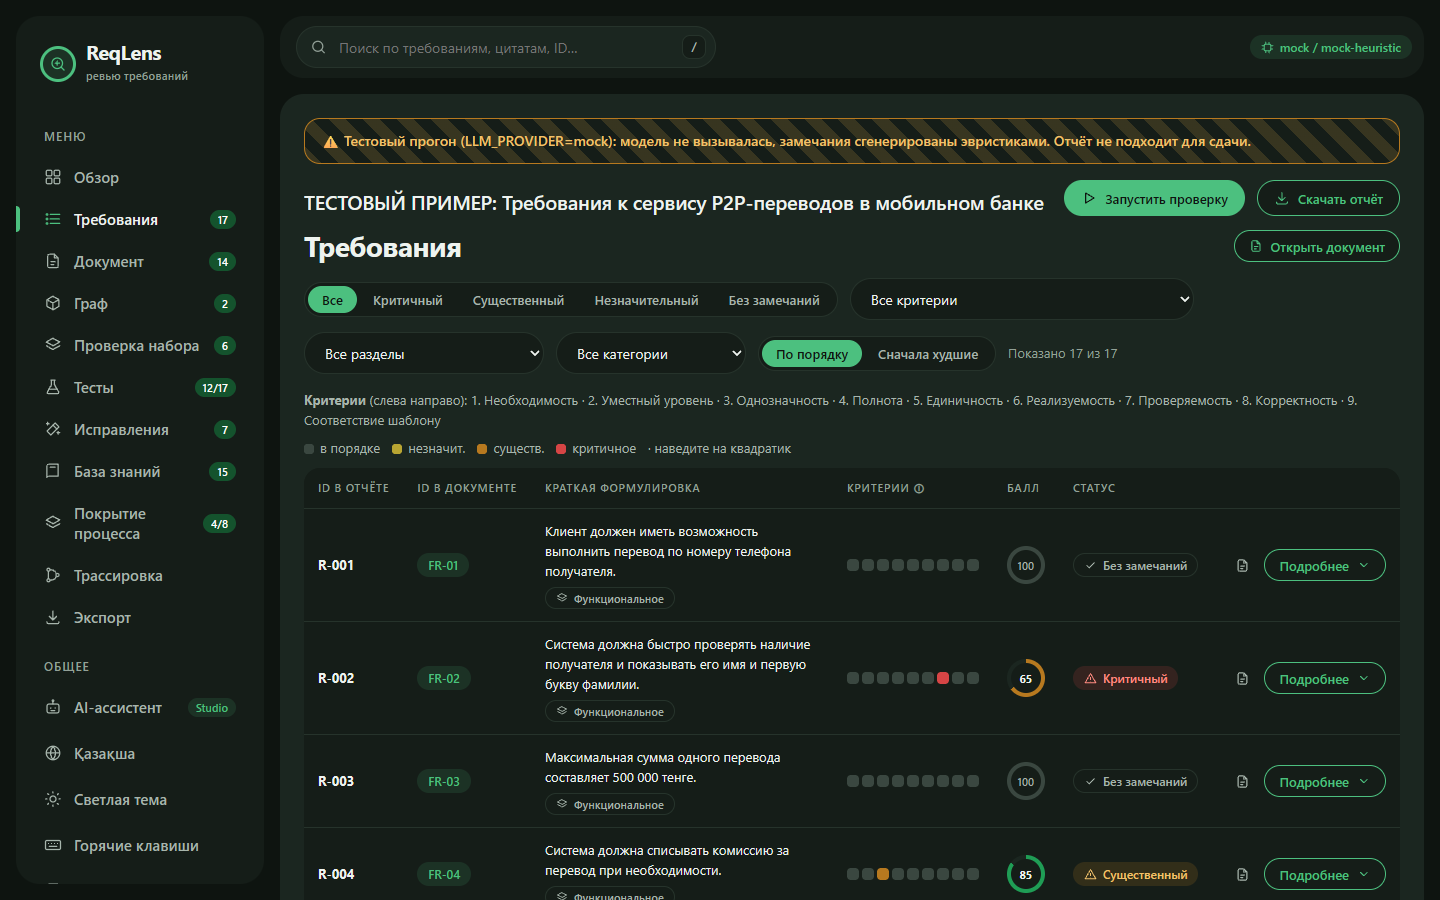 ReqLens
ревью требований
МЕНЮ
Обзор
Требования 17
Документ 14
Граф 2
Проверка набора 6
Тесты 12/17
Исправления 7
База знаний 15
Покрытие процесса 4/8
Трассировка
Экспорт
ОБЩЕЕ
AI-ассистент Studio
Қазақша
Светлая тема
Горячие клавиши
Поиск по требованиям, цитатам, ID... /
mock / mock-heuristic
Тестовый прогон (LLM_PROVIDER=mock): модель не вызывалась, замечания сгенерированы эвристиками. Отчёт не подходит для сдачи.
ТЕСТОВЫЙ ПРИМЕР: Требования к сервису P2P-переводов в мобильном банке
Запустить проверку
Скачать отчёт
Требования
Открыть документ
Все Критичный Существенный Незначительный Без замечаний
Все критерии
Все разделы
Все категории
По порядку Сначала худшие
Показано 17 из 17
Критерии (слева направо): 1. Необходимость · 2. Уместный уровень · 3. Однозначность · 4. Полнота · 5. Единичность · 6. Реализуемость · 7. Проверяемость · 8. Корректность · 9.
Соответствие шаблону
в порядке незначит. существ. критичное · наведите на квадратик
ID В ОТЧЁТЕ ID В ДОКУМЕНТЕ КРАТКАЯ ФОРМУЛИРОВКА КРИТЕРИИ БАЛЛ СТАТУС
R-001 FR-01
Клиент должен иметь возможность
выполнить перевод по номеру телефона
получателя.
Функциональное
100 Без замечаний Подробнее
R-002 FR-02
Система должна быстро проверять наличие
получателя и показывать его имя и первую
букву фамилии.
Функциональное
65 Критичный Подробнее
R-003 FR-03
Максимальная сумма одного перевода
составляет 500 000 тенге.
Функциональное
100 Без замечаний Подробнее
R-004 FR-04
Система должна списывать комиссию за
перевод при необходимости.
Функциональное
85 Существенный Подробнее